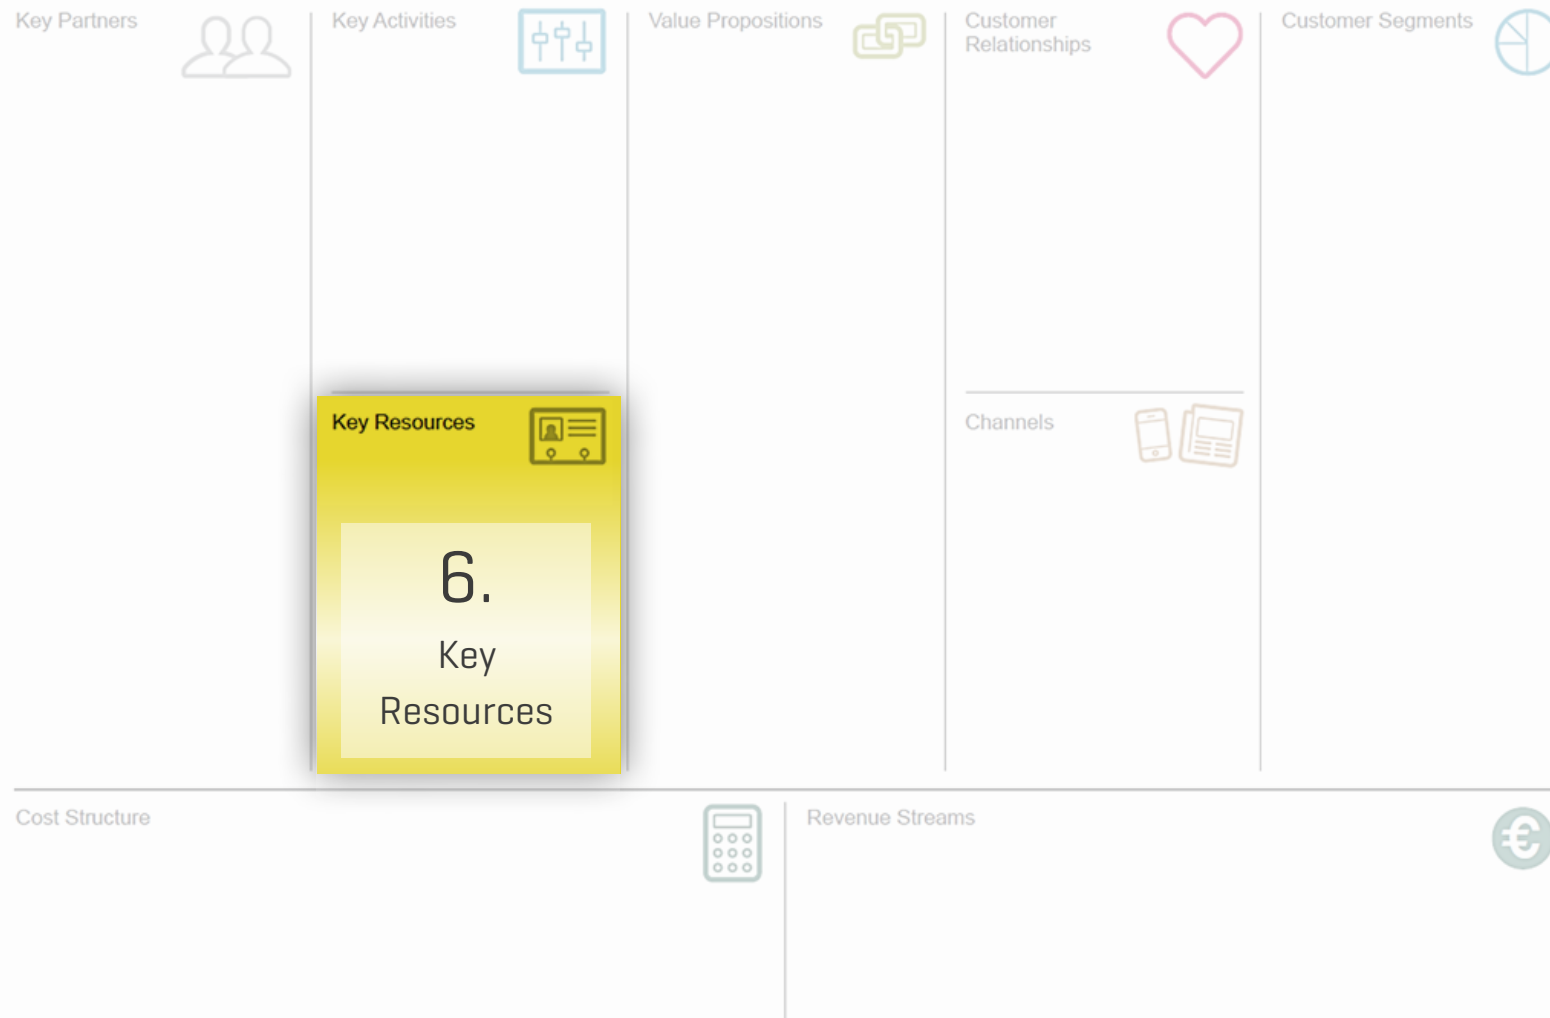 Key Partners
Key Activities
Value Propositions
Customer
Relationships
Customer Segments
Key Resources
6.
Key
Resources
Channels
Cost Structure
Revenue Streams
€